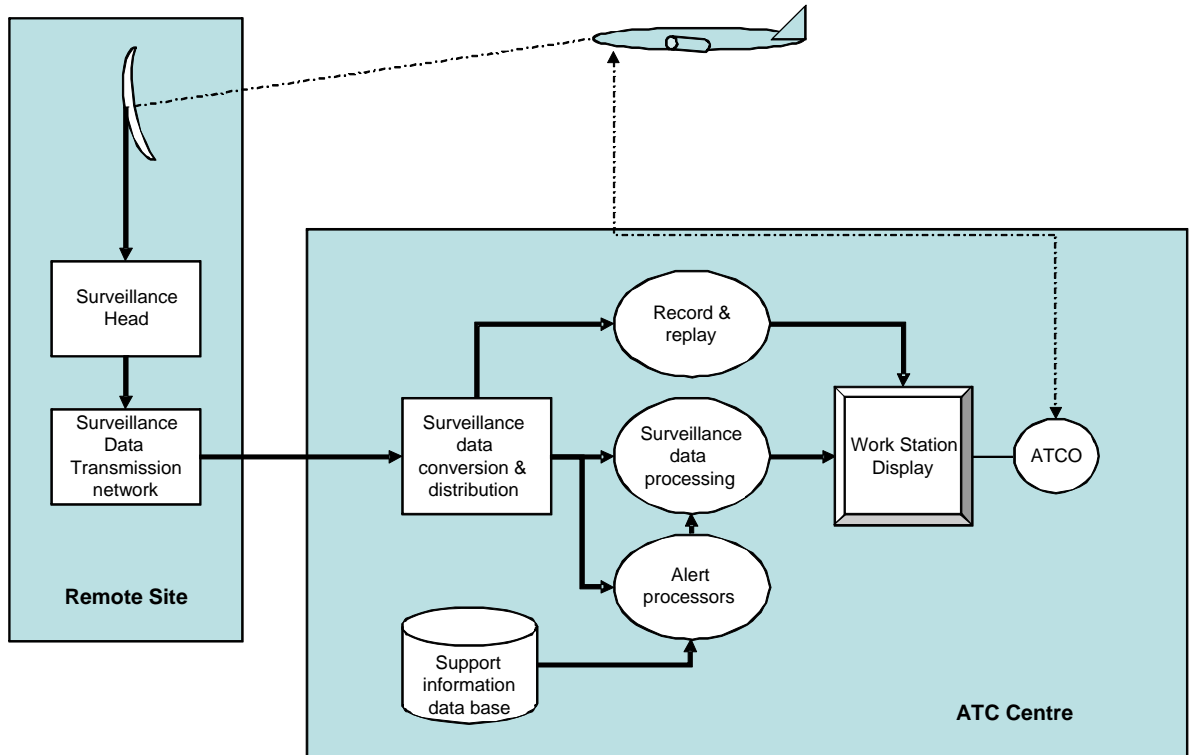 Surveillance
Head
Surveillance
Data
Transmission
network
Remote Site
Record &
replay
Surveillance
data
conversion &
distribution
Surveillance
data
processing
Work Station
Display
ATCO
Alert
processors
Support
information
data base
ATC Centre